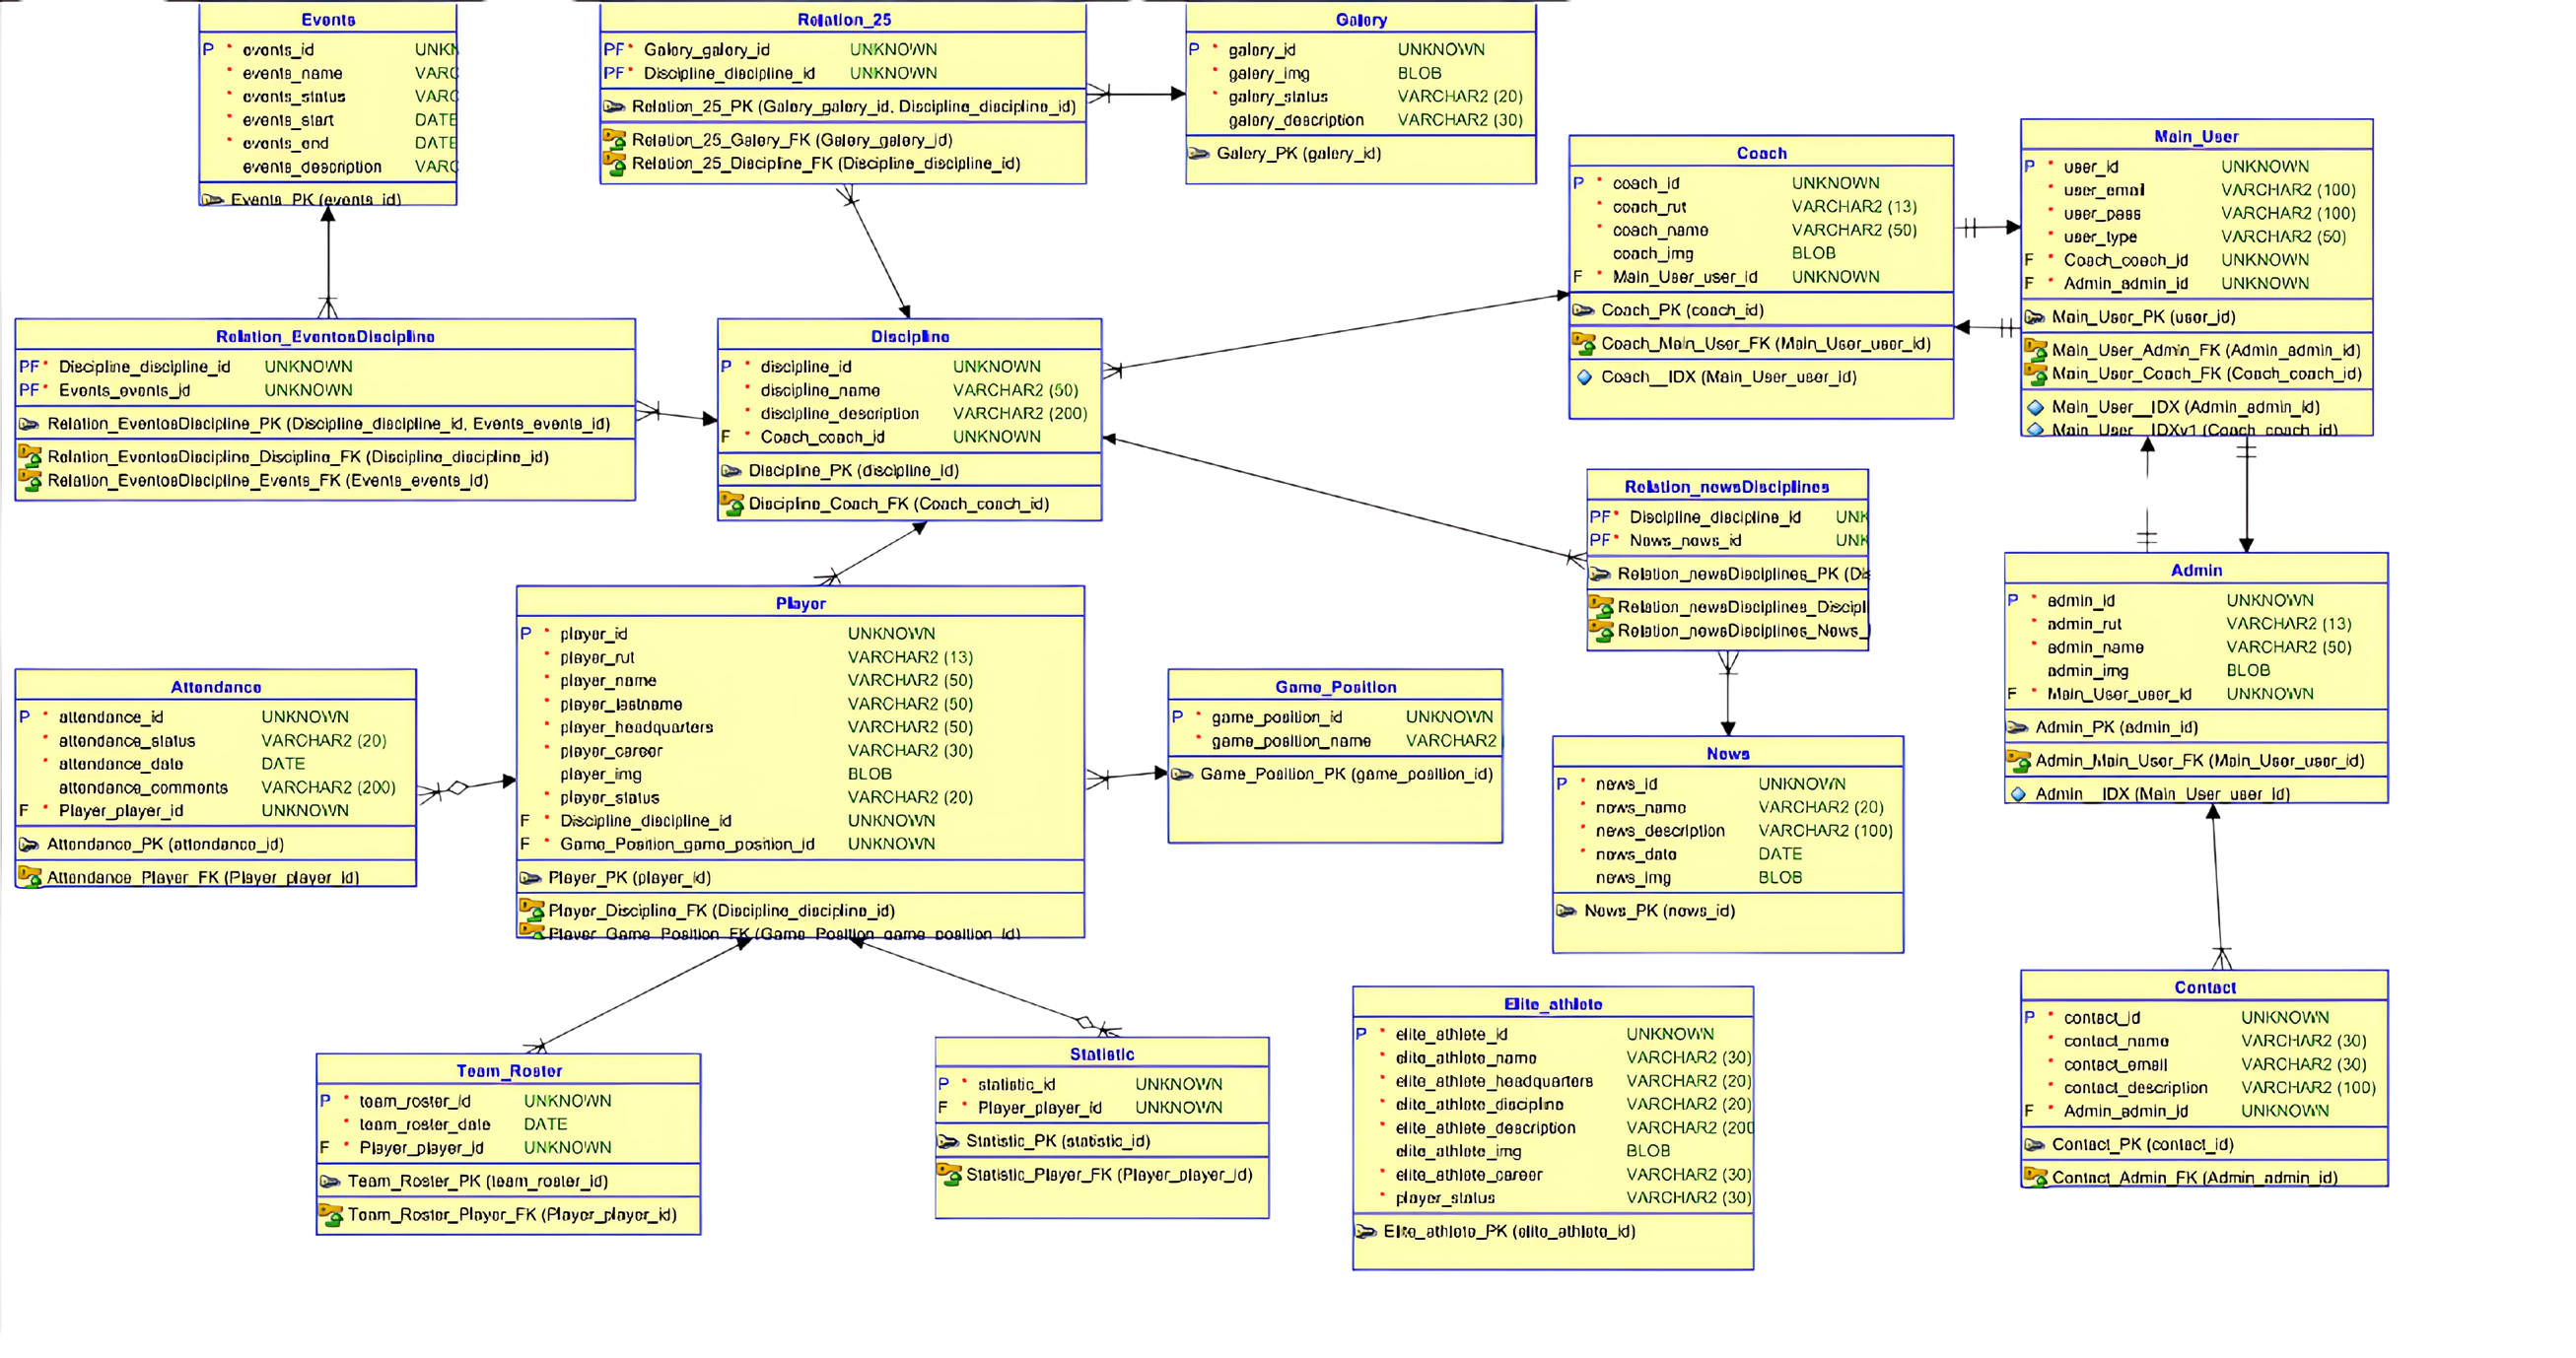 Events
P * events_id UNKN
* events_name VARC
* events_status VARC
* events_start DATE
* events_end DATE
events_description VARC
Events_PK (events_id)
Relation_25
PF* Galery_galery_id UNKNOWN
PF* Discipline_discipline_id UNKNOWN
Relation_25_PK (Galery_galery_id, Discipline_discipline_id)
Relation_25_Galery_FK (Galery_galery_id)
Relation_25_Discipline_FK (Discipline_discipline_id)
Galery
P * galery_id UNKNOWN
* galery_img BLOB
* galery_status VARCHAR2 (20)
galery_description VARCHAR2 (30)
Galery_PK (galery_id)
Coach
P * coach_id UNKNOWN
* coach_rut VARCHAR2 (13)
* coach_name VARCHAR2 (50)
coach_img BLOB
F * Main_User_user_id UNKNOWN
Coach_PK (coach_id)
Coach_Main_User_FK (Main_User_user_id)
Coach__IDX (Main_User_user_id)
Main_User
P * user_id UNKNOWN
* user_email VARCHAR2 (100)
* user_pass VARCHAR2 (100)
* user_type VARCHAR2 (50)
F * Coach_coach_id UNKNOWN
F * Admin_admin_id UNKNOWN
Main_User_PK (user_id)
Main_User_Admin_FK (Admin_admin_id)
Main_User_Coach_FK (Coach_coach_id)
Main_User__IDX (Admin_admin_id)
Main_User__IDXv1 (Coach_coach_id)
Relation_EventosDiscipline
PF* Discipline_discipline_id UNKNOWN
PF* Events_events_id UNKNOWN
Relation_EventosDiscipline_PK (Discipline_discipline_id, Events_events_id)
Relation_EventosDiscipline_Discipline_FK (Discipline_discipline_id)
Relation_EventosDiscipline_Events_FK (Events_events_id)
Discipline
P * discipline_id UNKNOWN
* discipline_name VARCHAR2 (50)
* discipline_description VARCHAR2 (200)
F * Coach_coach_id UNKNOWN
Discipline_PK (discipline_id)
Discipline_Coach_FK (Coach_coach_id)
Relation_newsDisciplines
PF* Discipline_discipline_id UNK
PF* News_news_id UNK
Relation_newsDisciplines_PK (Dis
Relation_newsDisciplines_Discipl
Relation_newsDisciplines_News_
Admin
P * admin_id UNKNOWN
* admin_rut VARCHAR2 (13)
* admin_name VARCHAR2 (50)
admin_img BLOB
F * Main_User_user_id UNKNOWN
Admin_PK (admin_id)
Admin_Main_User_FK (Main_User_user_id)
Admin__IDX (Main_User_user_id)
Player
P * player_id UNKNOWN
* player_rut VARCHAR2 (13)
* player_name VARCHAR2 (50)
* player_lastname VARCHAR2 (50)
* player_headquarters VARCHAR2 (50)
* player_career VARCHAR2 (30)
player_img BLOB
* player_status VARCHAR2 (20)
F * Discipline_discipline_id UNKNOWN
F * Game_Position_game_position_id UNKNOWN
Player_PK (player_id)
Player_Discipline_FK (Discipline_discipline_id)
Player_Game_Position_FK (Game_Position_game_position_id)
Attendance
P * attendance_id UNKNOWN
* attendance_status VARCHAR2 (20)
* attendance_date DATE
attendance_comments VARCHAR2 (200)
F * Player_player_id UNKNOWN
Attendance_PK (attendance_id)
Attendance_Player_FK (Player_player_id)
Game_Position
P * game_position_id UNKNOWN
* game_position_name VARCHAR2
Game_Position_PK (game_position_id)
News
P * news_id UNKNOWN
* news_name VARCHAR2 (20)
* news_description VARCHAR2 (100)
* news_date DATE
news_img BLOB
News_PK (news_id)
Team_Roster
P * team_roster_id UNKNOWN
* team_roster_date DATE
F * Player_player_id UNKNOWN
Team_Roster_PK (team_roster_id)
Team_Roster_Player_FK (Player_player_id)
Statistic
P * statistic_id UNKNOWN
F * Player_player_id UNKNOWN
Statistic_PK (statistic_id)
Statistic_Player_FK (Player_player_id)
Elite_athlete
P * elite_athlete_id UNKNOWN
* elite_athlete_name VARCHAR2 (30)
* elite_athlete_headquarters VARCHAR2 (20)
* elite_athlete_discipline VARCHAR2 (20)
* elite_athlete_description VARCHAR2 (200
elite_athlete_img BLOB
* elite_athlete_career VARCHAR2 (30)
* player_status VARCHAR2 (30)
Elite_athlete_PK (elite_athlete_id)
Contact
P * contact_id UNKNOWN
* contact_name VARCHAR2 (30)
* contact_email VARCHAR2 (30)
* contact_description VARCHAR2 (100)
F * Admin_admin_id UNKNOWN
Contact_PK (contact_id)
Contact_Admin_FK (Admin_admin_id)